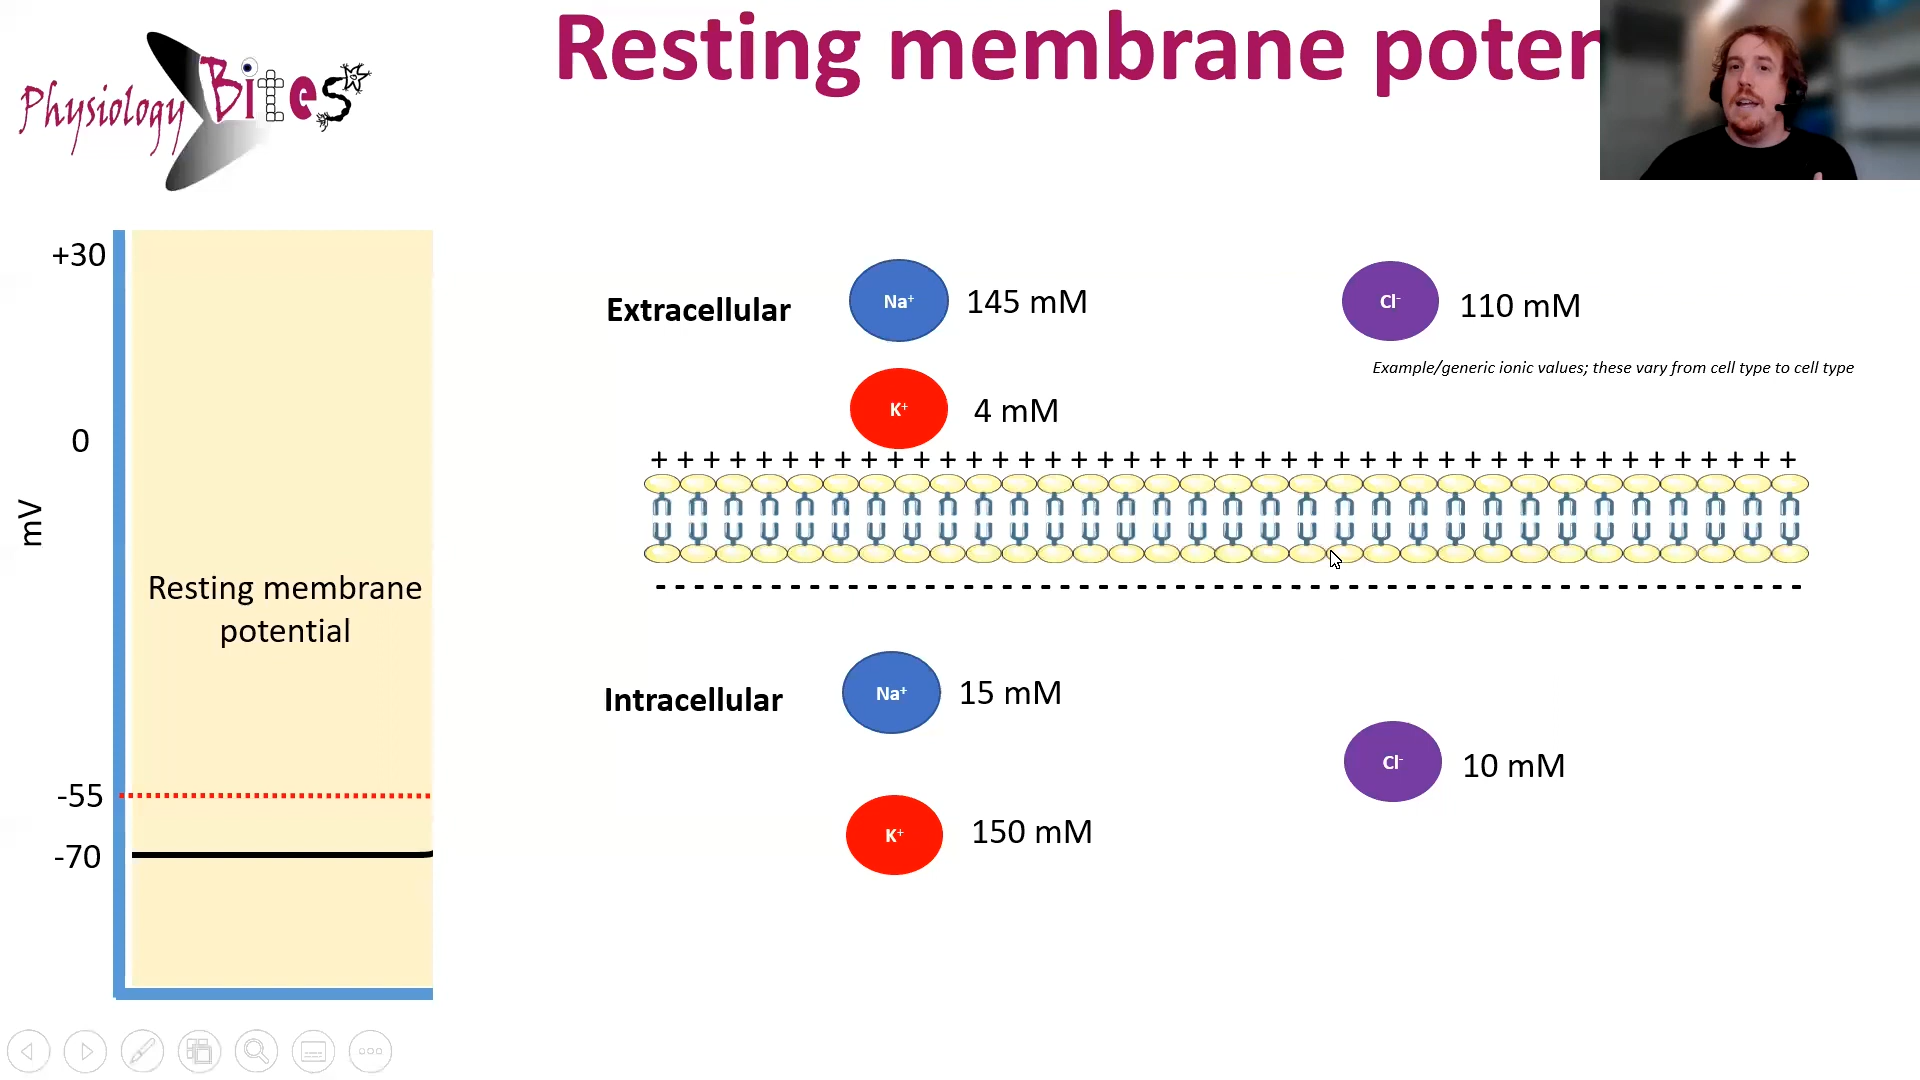 Physiology Bites
Resting membrane poten
+30
0
mV
Resting membrane
potential
-55
-70
Extracellular
Na+
145 mM
Cl-
110 mM
Example/generic ionic values; these vary from cell type to cell type
K+
4 mM
+ + + + + + + + + + + + + + + + + + + + + + + + + + + + + + + + + + + + + + + + + + + +
- - - - - - - - - - - - - - - - - - - - - - - - - - - - - - - - - - - - - - - - - - - - - - - -
Intracellular
Na+
15 mM
Cl-
10 mM
K+
150 mM